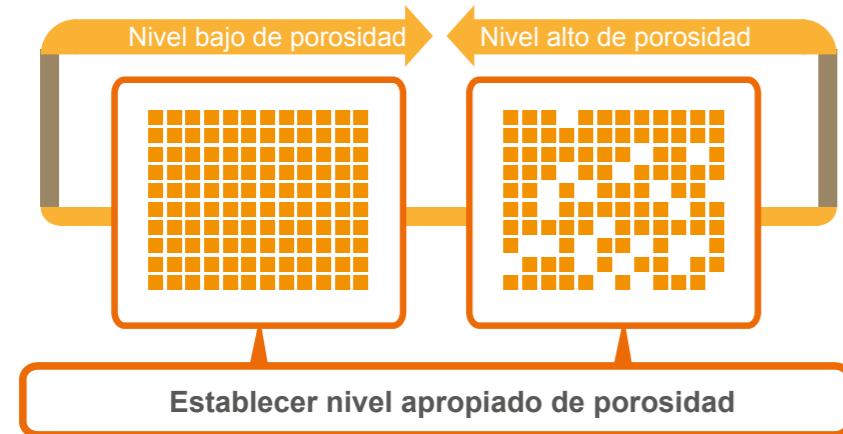 Nivel bajo de porosidad
Nivel alto de porosidad
Establecer nivel apropiado de porosidad